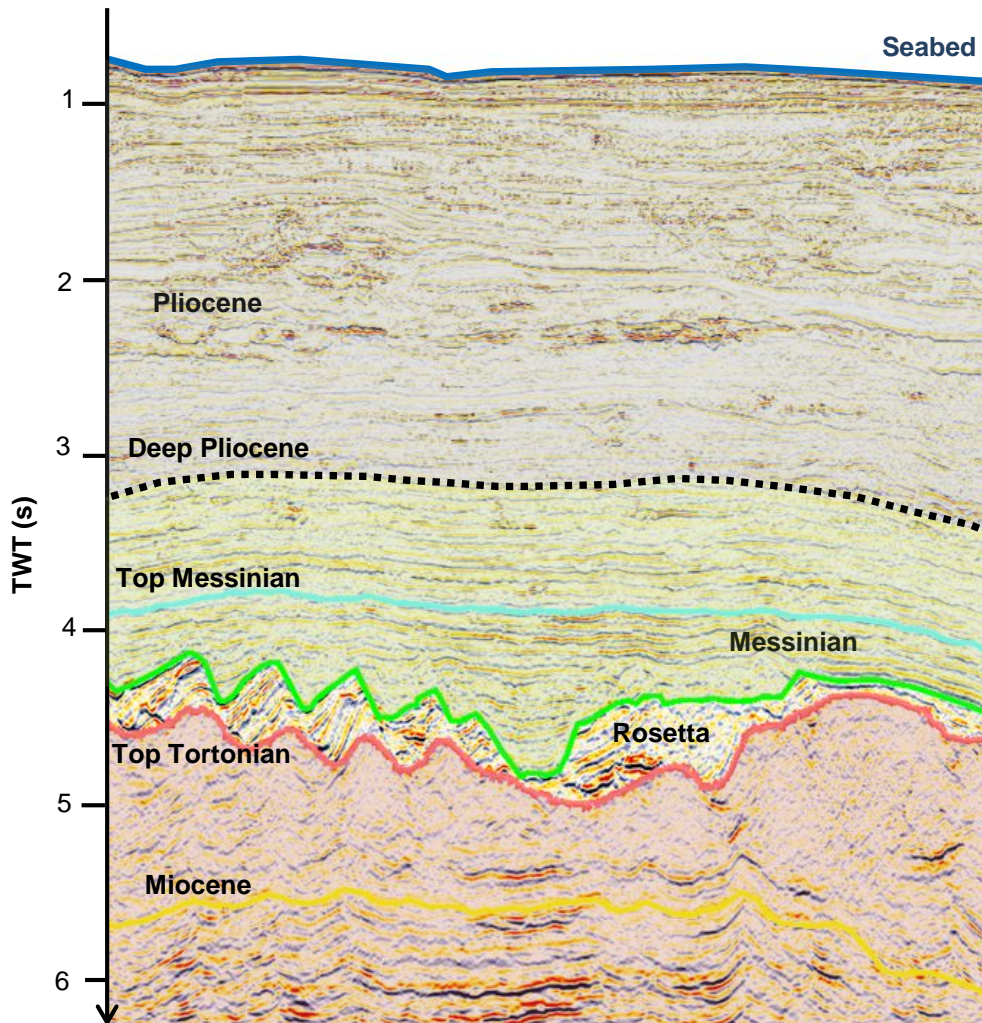 Seabed
1
2
Pliocene
3
Deep Pliocene
TWT (s)
Top Messinian
4
Messinian
Rosetta
Top Tortonian
5
Miocene
6